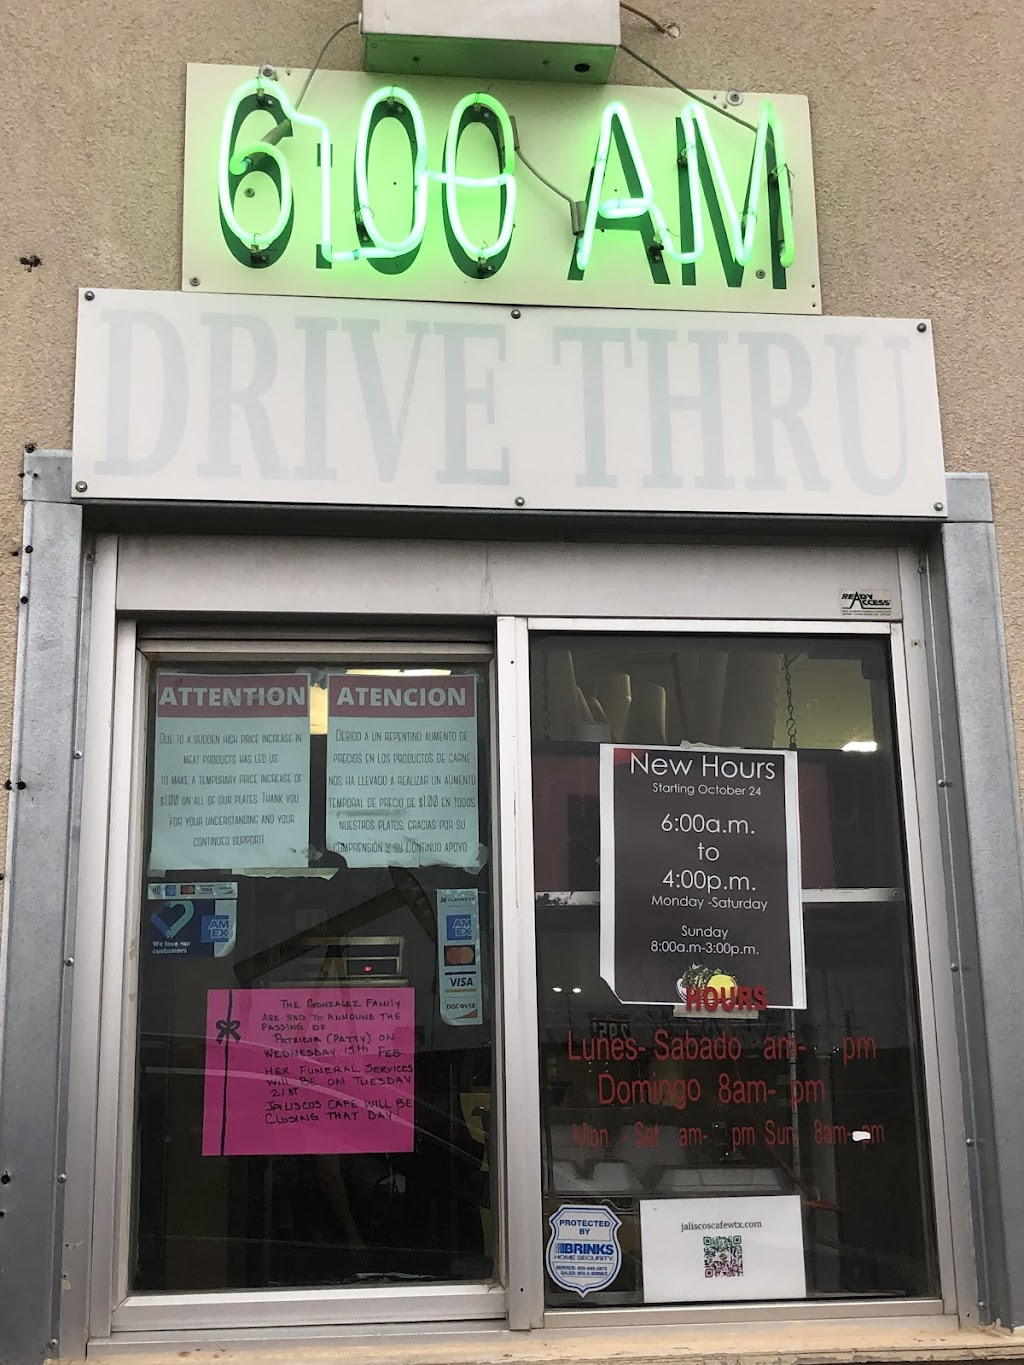 6:00 AM
DRIVE THRU
READY
ACCESS
ATTENTION
DUE TO A SUDDEN HIGH PRICE INCREASE IN
MEAT PRODUCTS HAS LED US
TO MAKE A TEMPORARY PRICE INCREASE OF
$1.00 ON ALL OF OUR PLATES. THANK YOU
FOR YOUR UNDERSTANDING AND YOUR
CONTINUED SUPPORT!
ATENCION
DEBIDO A UN REPENTINO AUMENTO DE
PRECIOS EN LOS PRODUCTOS DE CARNE
NOS HA LLEVADO A REALIZAR UN AUMENTO
TEMPORAL DE PRECIO DE $1.00 EN TODOS
NUESTROS PLATOS, GRACIAS POR SU
COMPRENSIÓN Y SU CONTINUO APOYO.
VISA
We love our
customers
AM
EX
AM
EX
VISA
DISCOVER
THE GONZALEZ FAMILY
ARE SAD TO ANNOUNE THE
PASSING OF
PATRICIA (PATTY) ON
WEDNESDAY 15th FEB.
HER FUNERAL SERVICES
WILL BE ON TUESDAY
21st
JALISCOS CAFE WILL BE
CLOSING THAT DAY!
New Hours
Starting October 24
6:00a.m.
to
4:00p.m.
Monday -Saturday
Sunday
8:00a.m-3:00p.m.
HOURS
Lunes- Sabado am- pm
Domingo 8am- pm
Mon. - Sat am- pm Sun. 8am- pm
PROTECTED
BY
BRINKS
HOME SECURITY
jaliscoscafewtx.com